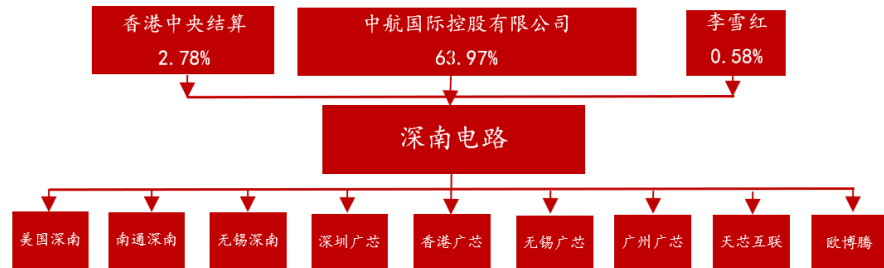 香港中央结算
2.78%
中航国际控股有限公司
63.97%
李雪红
0.58%
深南电路
美国深南
南通深南
无锡深南
深圳广芯
香港广芯
无锡广芯
广州广芯
天芯互联
欧博腾